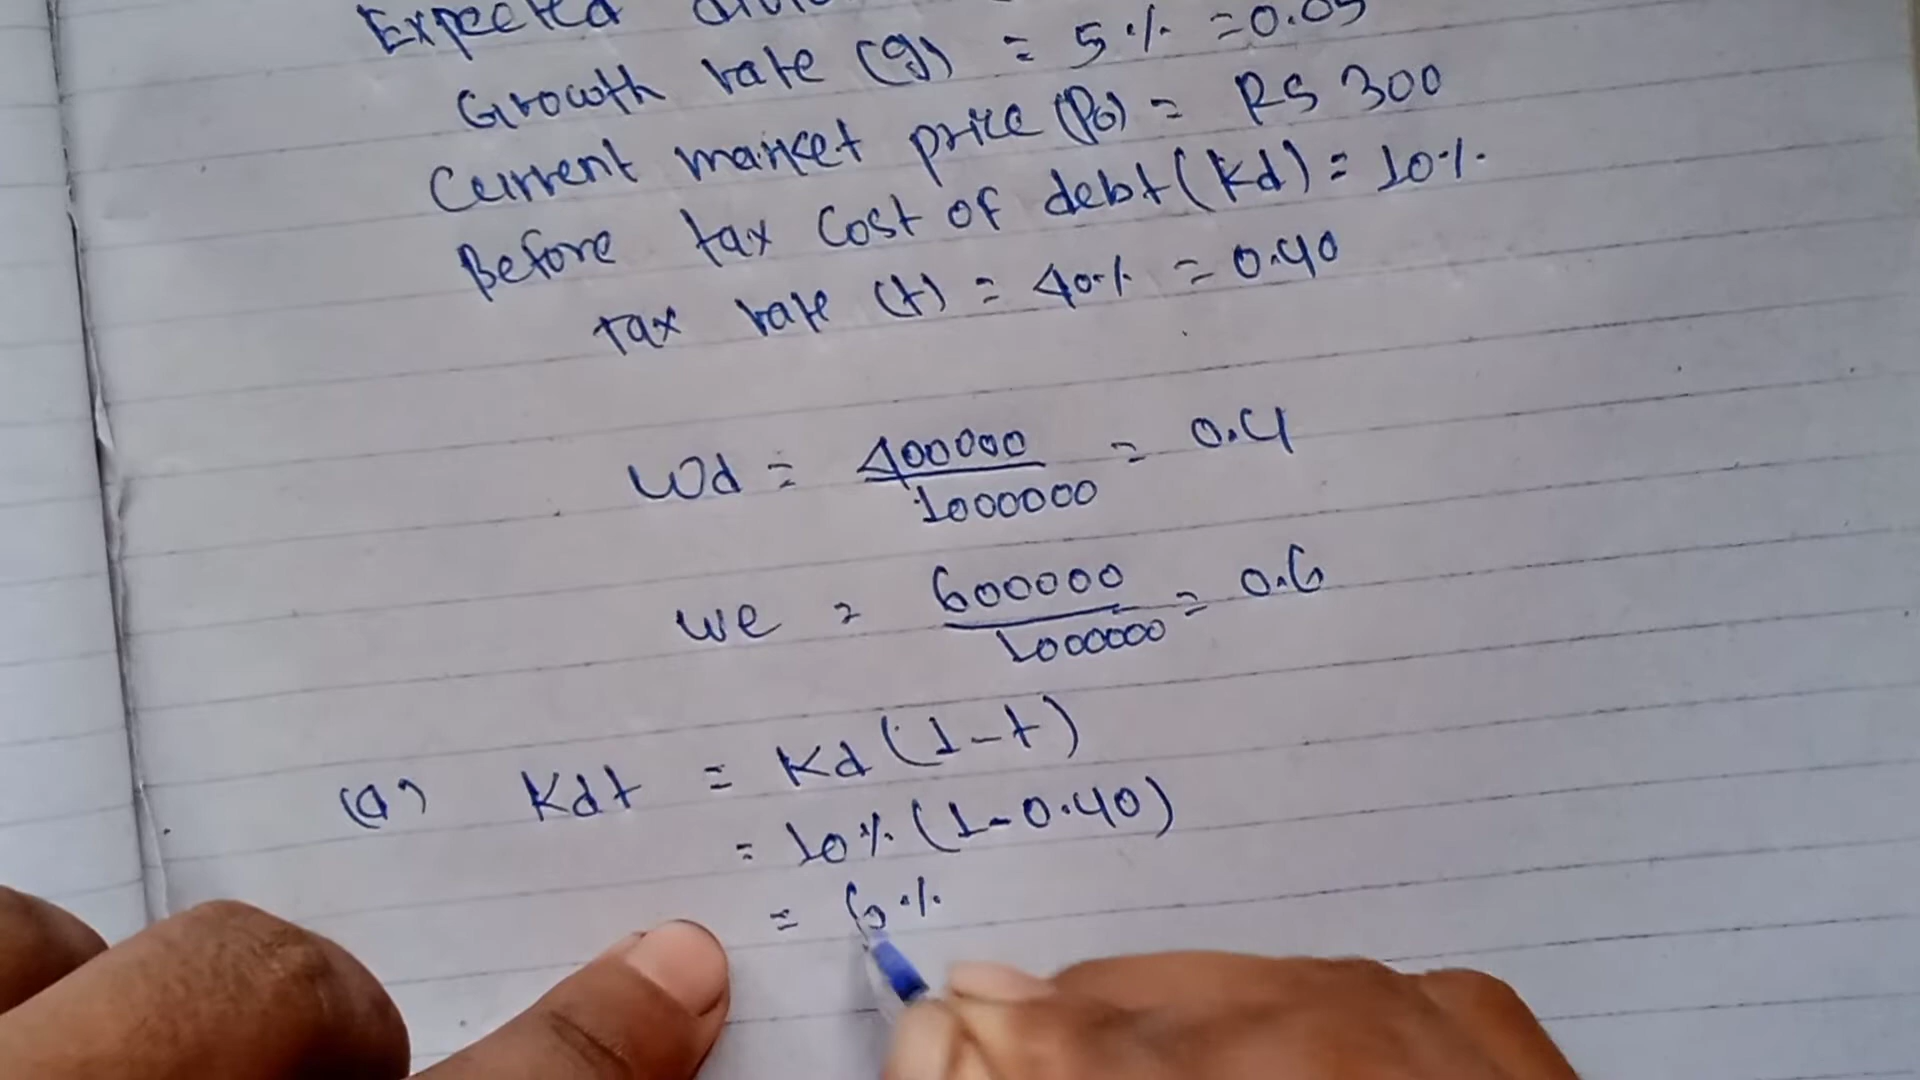 Expected
Growth rate (g) = 5% = 0.05
Current market price (P0) = RS 300
Before tax cost of debt (kd) = 10%
tax rate (t) = 40% = 0.40
Wd = 400000 / 1000000 = 0.4
we = 600000 / 1000000 = 0.6
(a) Kdt = Kd (1-t)
= 10% (1-0.40)
= 6%